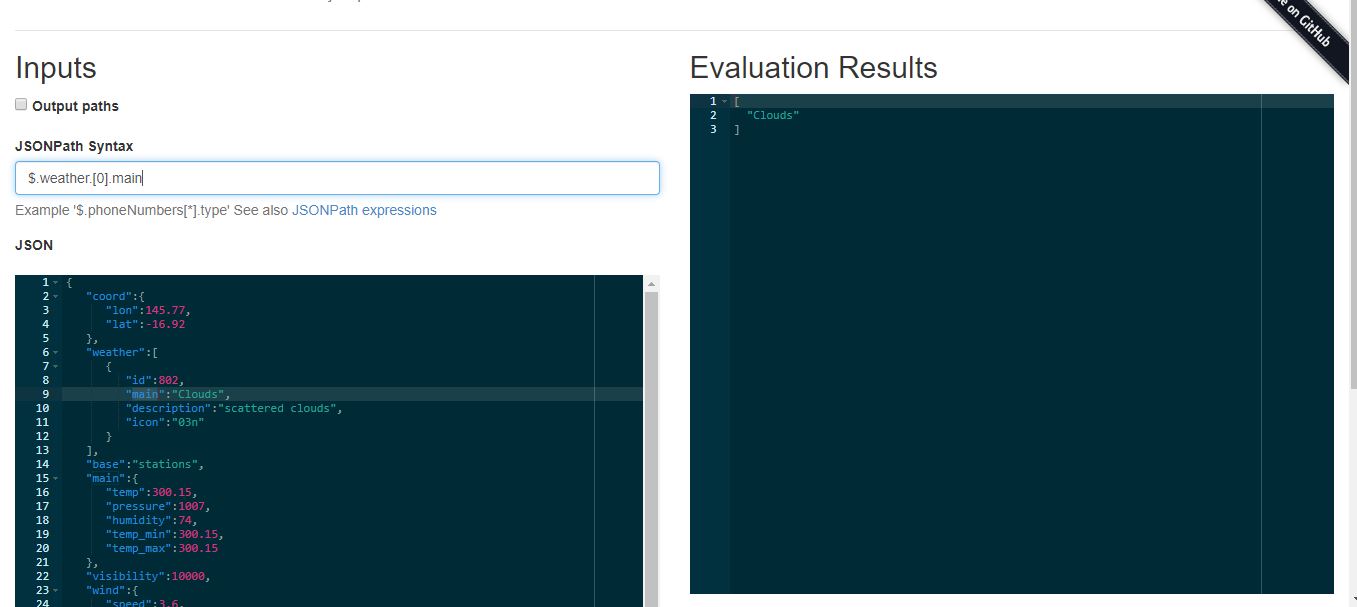 on GitHub
Inputs
Output paths
JSONPath Syntax
$.weather.[0].main
Example '$.phoneNumbers[*].type' See also JSONPath expressions
JSON
1 {
2 "coord":{
3 "lon":145.77,
4 "lat":-16.92
5 },
6 "weather":[
7 {
8 "id":802,
9 "main":"Clouds",
10 "description":"scattered clouds",
11 "icon":"03n"
12 }
13 ],
14 "base":"stations",
15 "main":{
16 "temp":300.15,
17 "pressure":1007,
18 "humidity":74,
19 "temp_min":300.15,
20 "temp_max":300.15
21 },
22 "visibility":10000,
23 "wind":{
24 "speed":3.6,
Evaluation Results
1 [
2 "Clouds"
3 ]